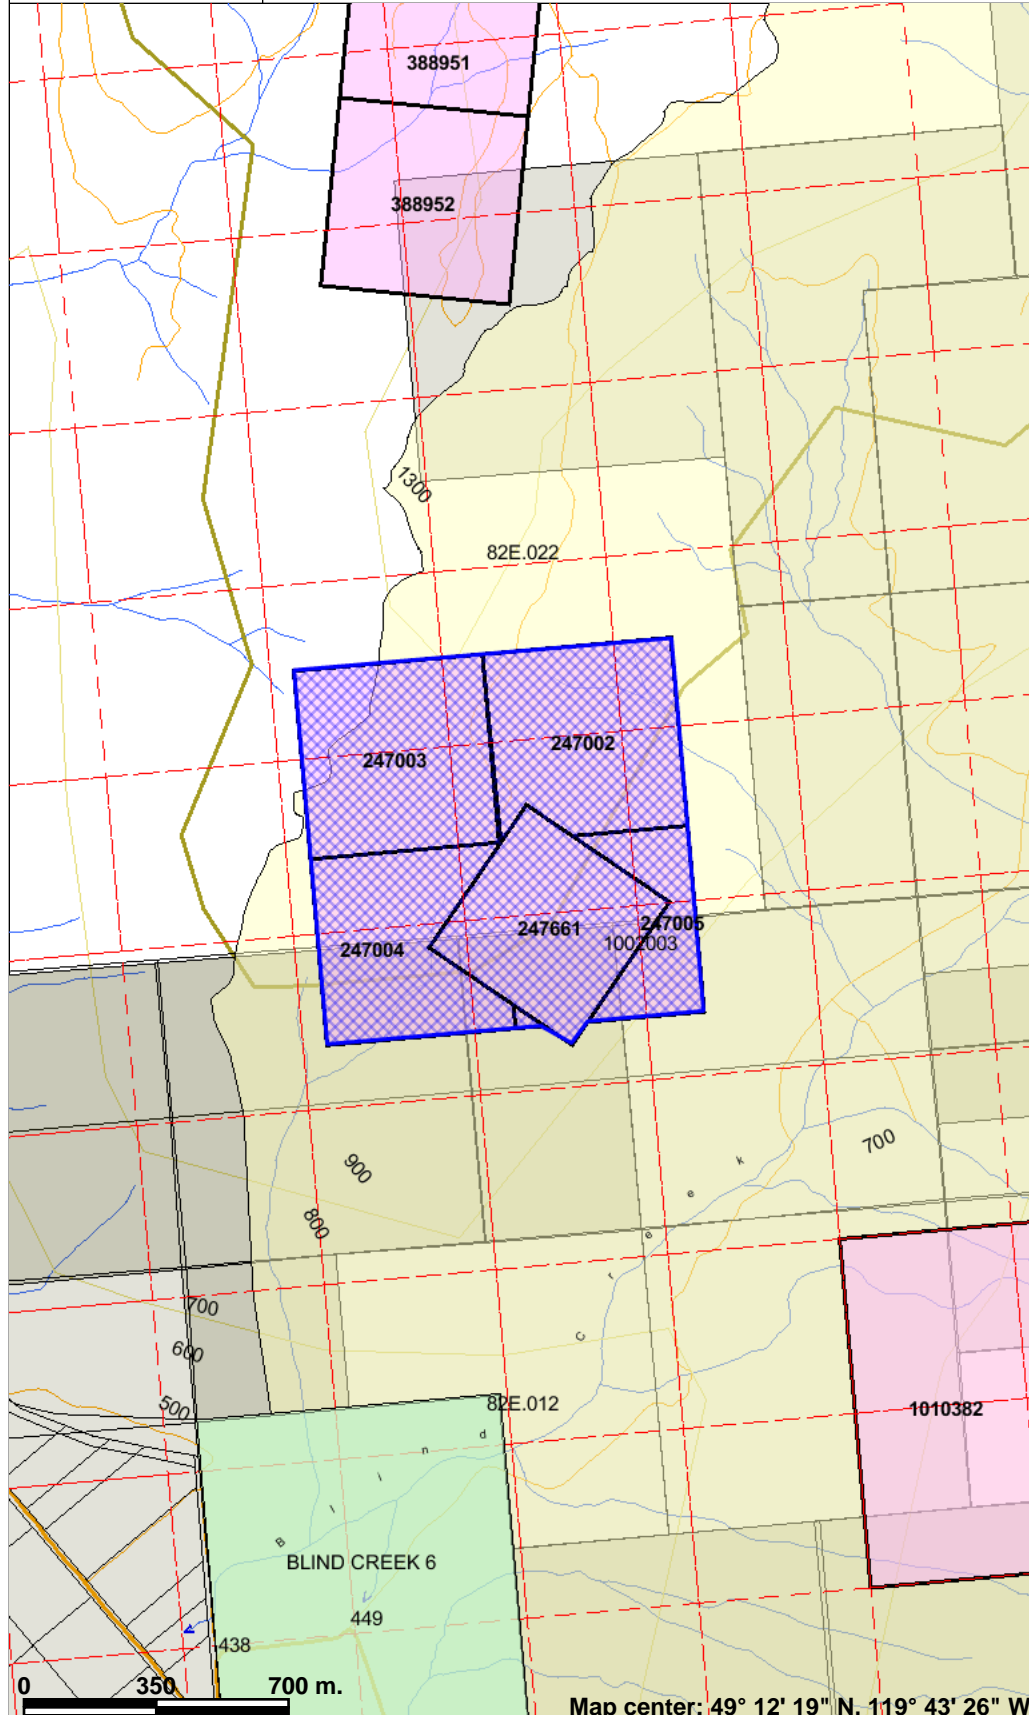 388951
388952
1300
82E.022
247002
247003
247005
247661
1002003
247004
700
900
k
e
e
800
r
700
C
600
82E.012
500
1010382
d
n
i
l
B
BLIND CREEK 6
449
438
0 350 700 m.
Map center: 49° 12' 19" N, 119° 43' 26" W